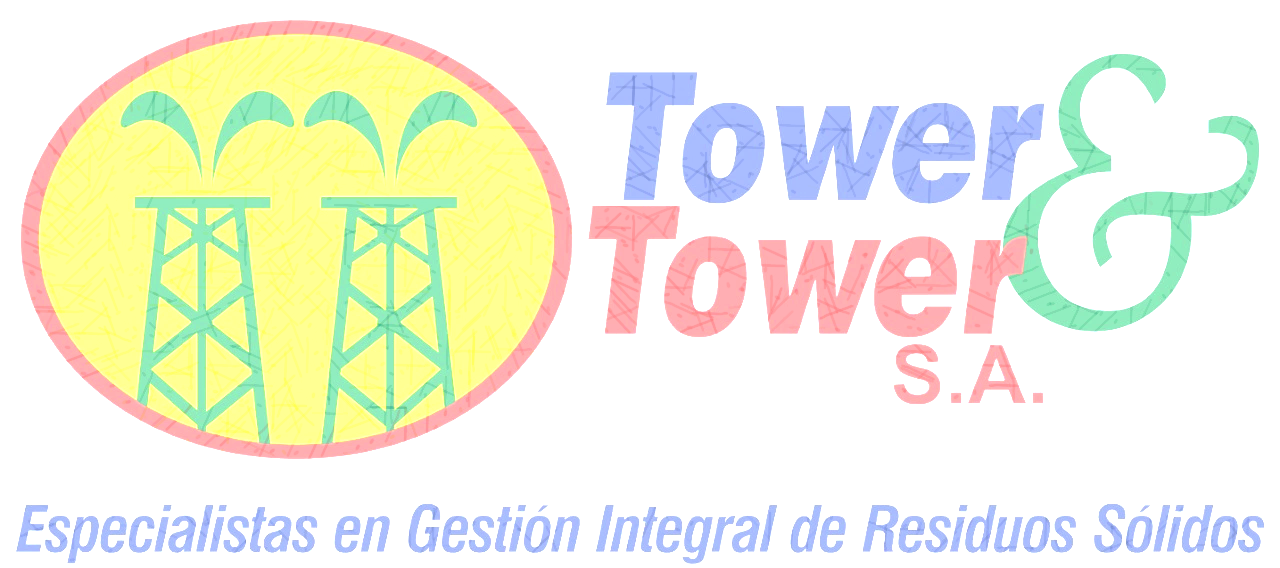 Tower &
Tower
S.A.
Especialistas en Gestión Integral de Residuos Sólidos